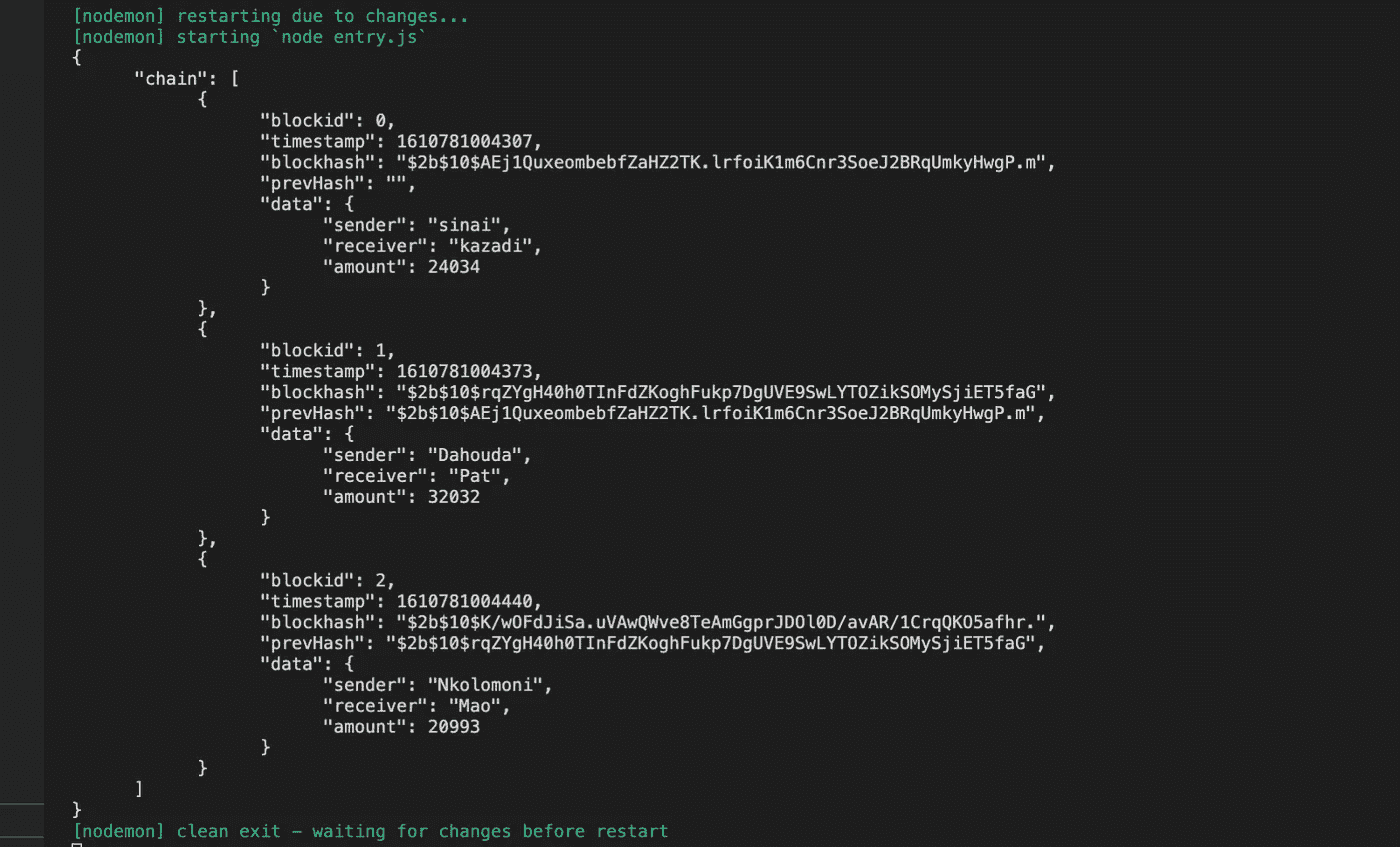 [nodemon] restarting due to changes...
[nodemon] starting `node entry.js`
{
"chain": [
{
"blockid": 0,
"timestamp": 1610781004307,
"blockhash": "$2b$10$AEj1QuxeombebfZaHZ2TK.lrfoiK1m6Cnr3SoeJ2BRqUmkyHwgP.m",
"prevHash": "",
"data": {
"sender": "sinai",
"receiver": "kazadi",
"amount": 24034
}
},
{
"blockid": 1,
"timestamp": 1610781004373,
"blockhash": "$2b$10$rqZYgH40h0TInFdZKoghFukp7DgUVE9SwLYTOZikSOMySjiET5faG",
"prevHash": "$2b$10$AEj1QuxeombebfZaHZ2TK.lrfoiK1m6Cnr3SoeJ2BRqUmkyHwgP.m",
"data": {
"sender": "Dahouda",
"receiver": "Pat",
"amount": 32032
}
},
{
"blockid": 2,
"timestamp": 1610781004440,
"blockhash": "$2b$10$K/wOFdJiSa.uVAwQWve8TeAmGgprJDOl0D/avAR/1CrqQKO5afhr.",
"prevHash": "$2b$10$rqZYgH40h0TInFdZKoghFukp7DgUVE9SwLYTOZikSOMySjiET5faG",
"data": {
"sender": "Nkolomoni",
"receiver": "Mao",
"amount": 20993
}
}
]
}
[nodemon] clean exit - waiting for changes before restart